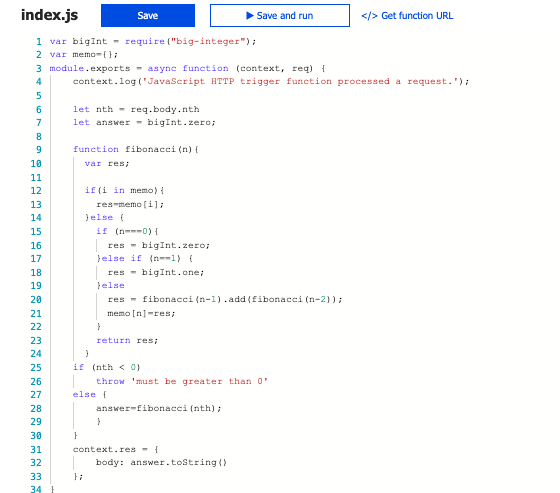 index.js Save Save and run </> Get function URL
1 var bigInt = require("big-integer");
2 var memo={};
3 module.exports = async function (context, req) {
4 context.log('JavaScript HTTP trigger function processed a request.');
5
6 let nth = req.body.nth
7 let answer = bigInt.zero;
8
9 function fibonacci(n){
10 var res;
11
12 if(i in memo){
13 res=memo[i];
14 }else {
15 if (n===0){
16 res = bigInt.zero;
17 }else if (n==1) {
18 res = bigInt.one;
19 }else
20 res = fibonacci(n-1).add(fibonacci(n-2));
21 memo[n]=res;
22 }
23 return res;
24 }
25 if (nth < 0)
26 throw 'must be greater than 0'
27 else {
28 answer=fibonacci(nth);
29 }
30 }
31 context.res = {
32 body: answer.toString()
33 };
34 }